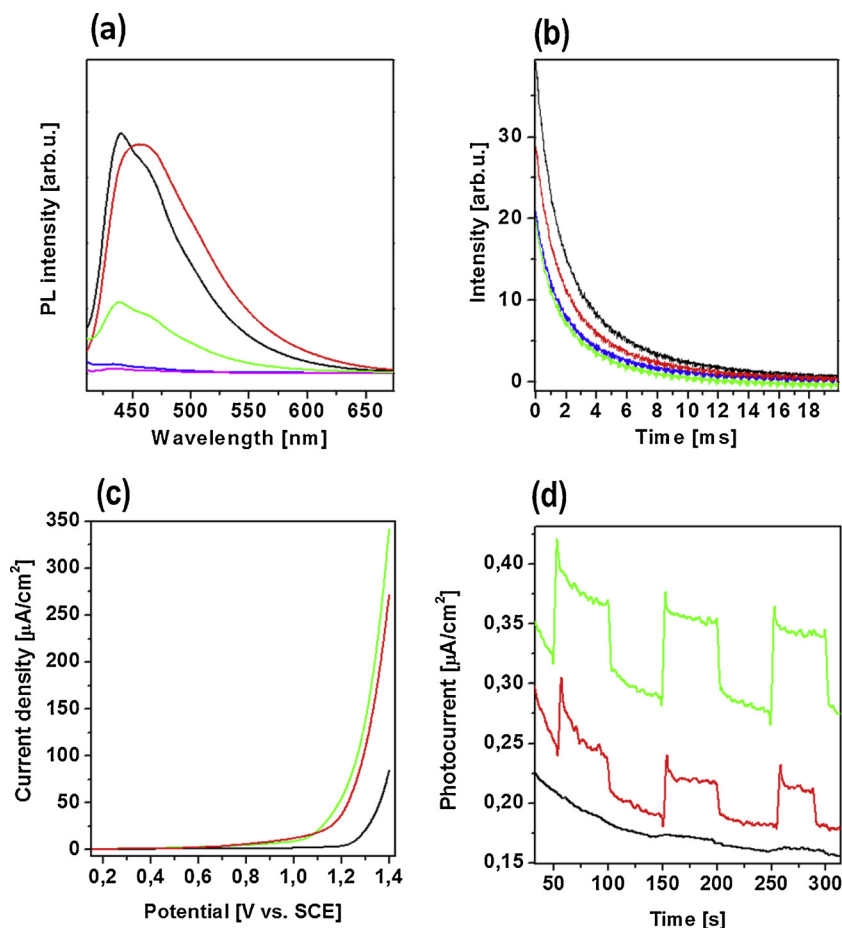 (a)
PL intensity [arb.u.]
450 500 550 600 650
Wavelength [nm]
(b)
Intensity [arb.u.]
30
20
10
0
0 2 4 6 8 10 12 14 16 18
Time [ms]
(c)
Current density [µA/cm²]
350
300
250
200
150
100
50
0
0,2 0,4 0,6 0,8 1,0 1,2 1,4
Potential [V vs. SCE]
(d)
Photocurrent [µA/cm²]
0,40
0,35
0,30
0,25
0,20
0,15
50 100 150 200 250 300
Time [s]